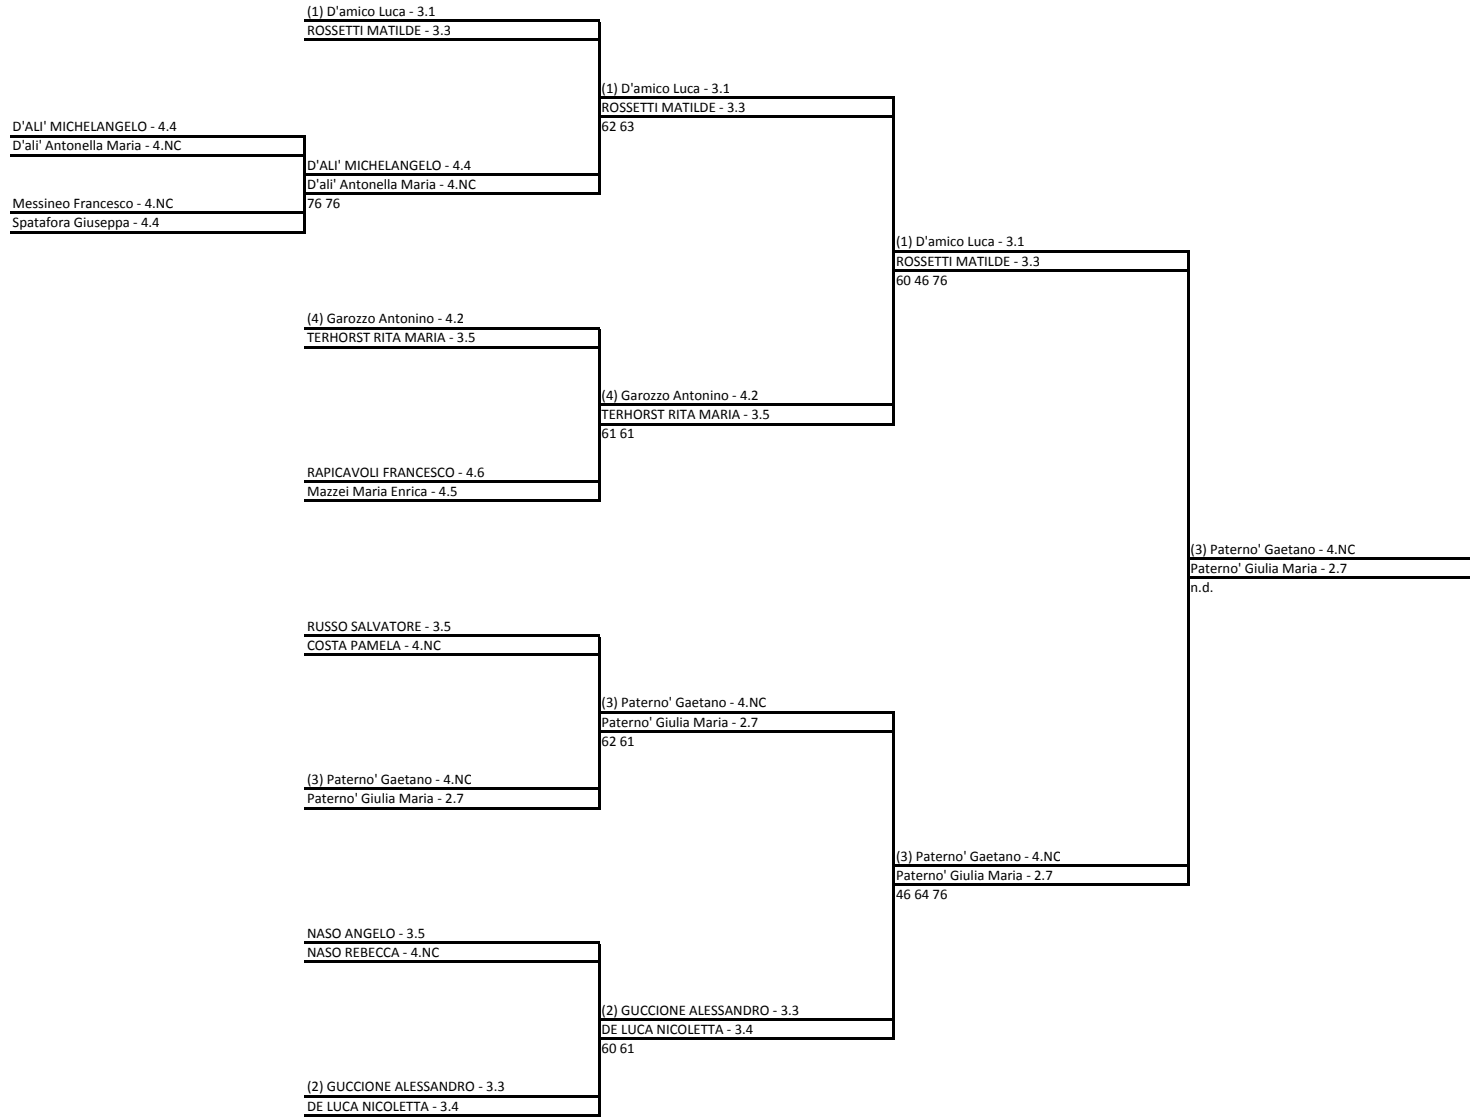 (1) D'amico Luca - 3.1
ROSSETTI MATILDE - 3.3
(1) D'amico Luca - 3.1
ROSSETTI MATILDE - 3.3
62 63
D'ALI' MICHELANGELO - 4.4
D'ali' Antonella Maria - 4.NC
D'ALI' MICHELANGELO - 4.4
D'ali' Antonella Maria - 4.NC
76 76
Messineo Francesco - 4.NC
Spatafora Giuseppa - 4.4
(1) D'amico Luca - 3.1
ROSSETTI MATILDE - 3.3
60 46 76
(4) Garozzo Antonino - 4.2
TERHORST RITA MARIA - 3.5
(4) Garozzo Antonino - 4.2
TERHORST RITA MARIA - 3.5
61 61
RAPICAVOLI FRANCESCO - 4.6
Mazzei Maria Enrica - 4.5
(3) Paterno' Gaetano - 4.NC
Paterno' Giulia Maria - 2.7
n.d.
RUSSO SALVATORE - 3.5
COSTA PAMELA - 4.NC
(3) Paterno' Gaetano - 4.NC
Paterno' Giulia Maria - 2.7
62 61
(3) Paterno' Gaetano - 4.NC
Paterno' Giulia Maria - 2.7
(3) Paterno' Gaetano - 4.NC
Paterno' Giulia Maria - 2.7
46 64 76
NASO ANGELO - 3.5
NASO REBECCA - 4.NC
(2) GUCCIONE ALESSANDRO - 3.3
DE LUCA NICOLETTA - 3.4
60 61
(2) GUCCIONE ALESSANDRO - 3.3
DE LUCA NICOLETTA - 3.4